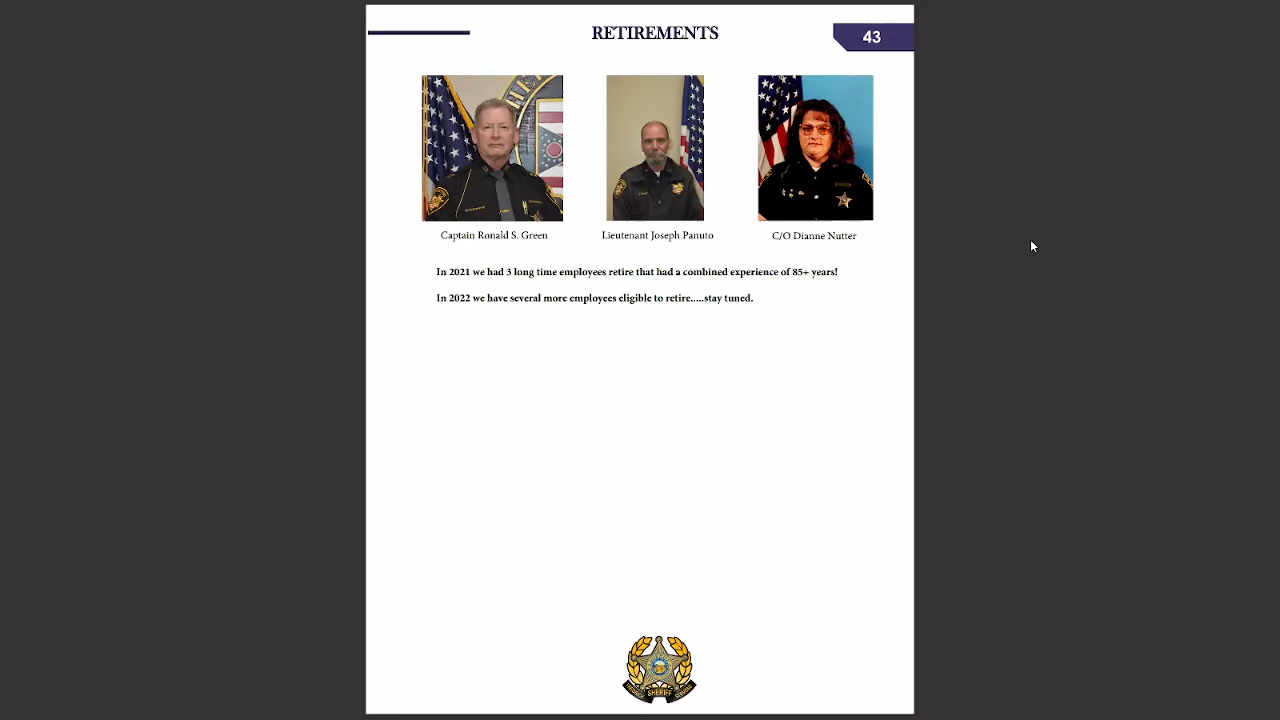 RETIREMENTS
43
Captain Ronald S. Green
Lieutenant Joseph Panuto
C/O Dianne Nutter
In 2021 we had 3 long time employees retire that had a combined experience of 85+ years!
In 2022 we have several more employees eligible to retire.....stay tuned.
SHERIFF